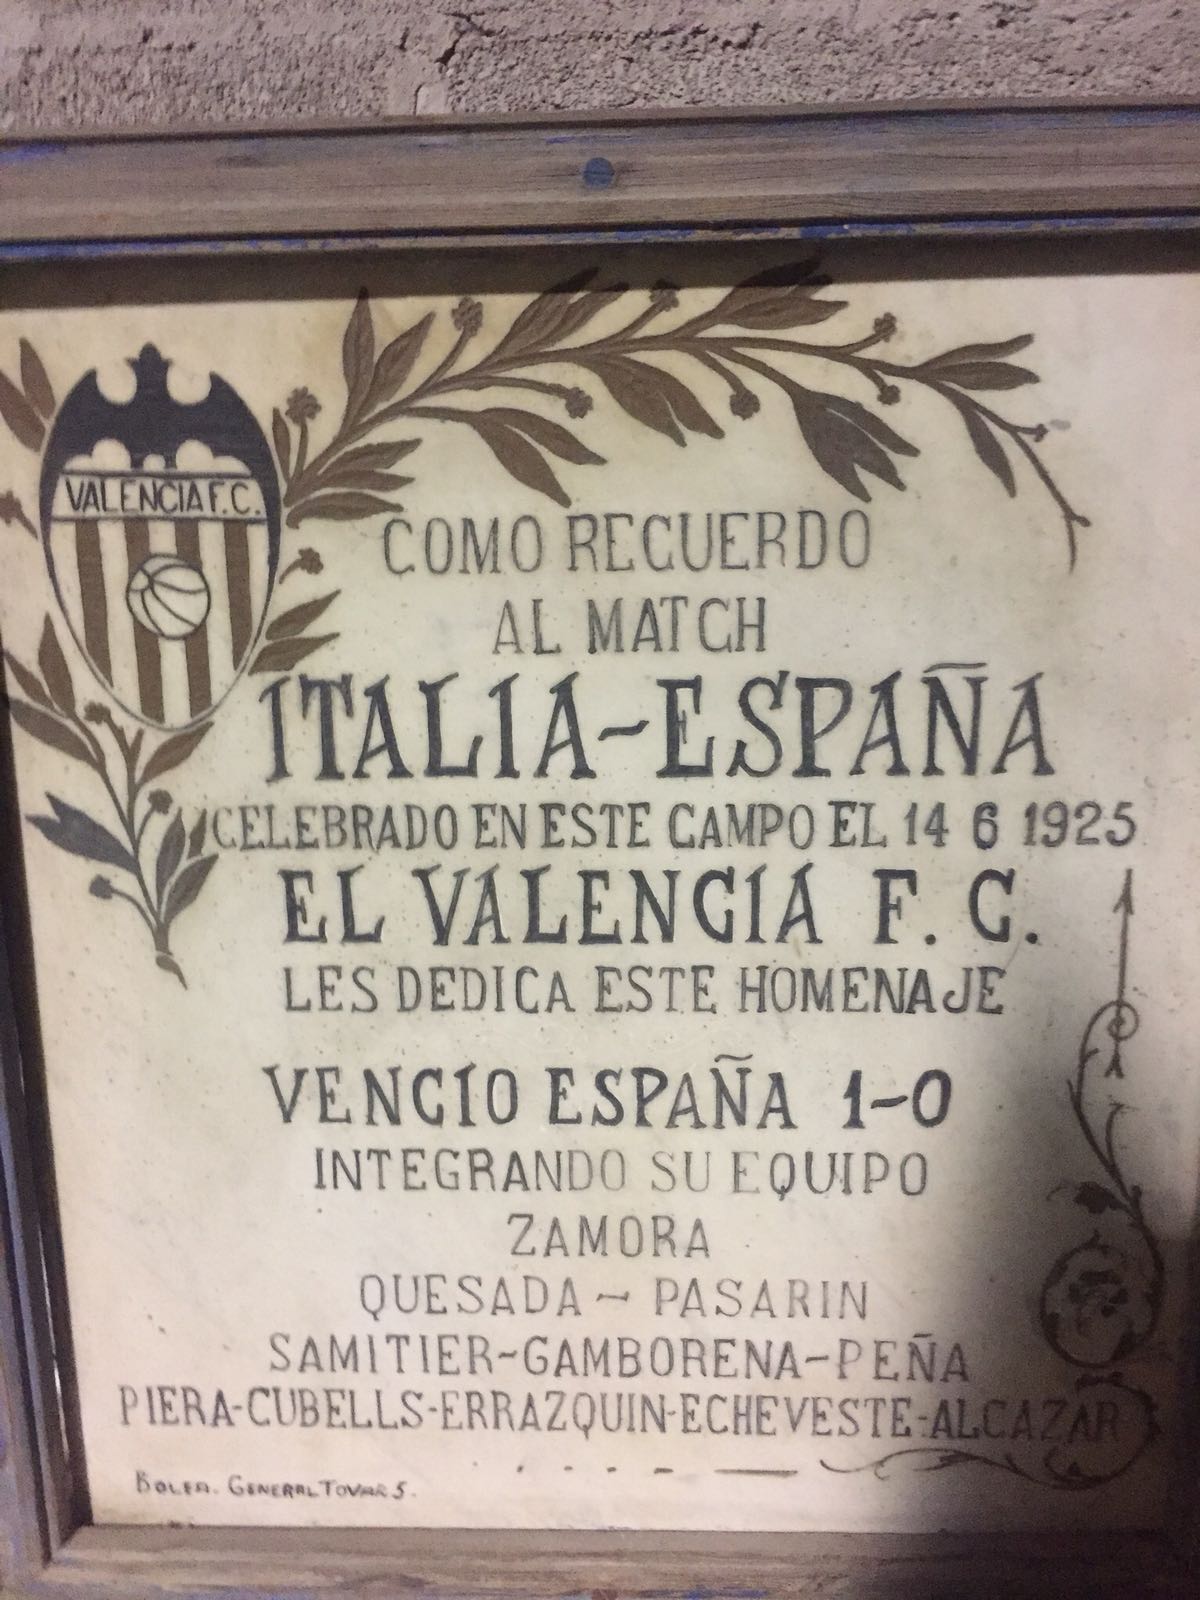 VALENCIA F.C.
COMO RECUERDO
AL MATCH
ITALIA-ESPAÑA
CELEBRADO EN ESTE CAMPO EL 14 6 1925
EL VALENCIA F. C.
LES DEDICA ESTE HOMENAJE
VENCIO ESPAÑA 1-0
INTEGRANDO SU EQUIPO
ZAMORA
QUESADA - PASARIN
SAMITIER-GAMBORENA-PEÑA
PIERA-CUBELLS-ERRAZQUIN-ECHEVESTE-ALCAZAR
BOLEA. GENERAL TOVAR 5.